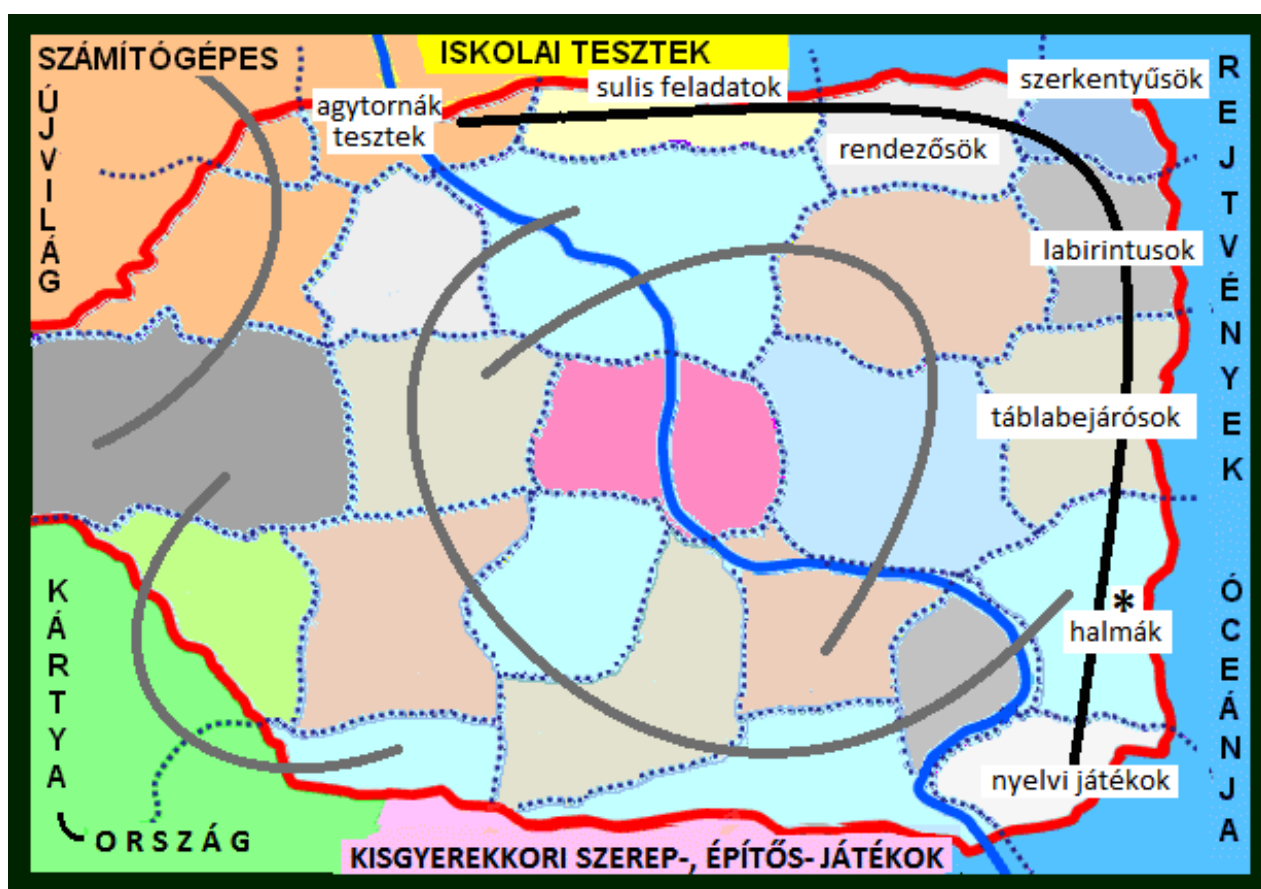 ISKOLAI TESZTEK
SZÁMÍTÓGÉPES
ÚJVILÁG
sulis feladatok
szerkentyűsök
agytornák
tesztek
rendezősök
labirintusok
táblabejárósok
*
halmák
nyelvi játékok
REJTVÉNYEK ÓCEÁNJA
KÁRTYA
ORSZÁG
KISGYEREKKORI SZEREP-, ÉPÍTŐS- JÁTÉKOK